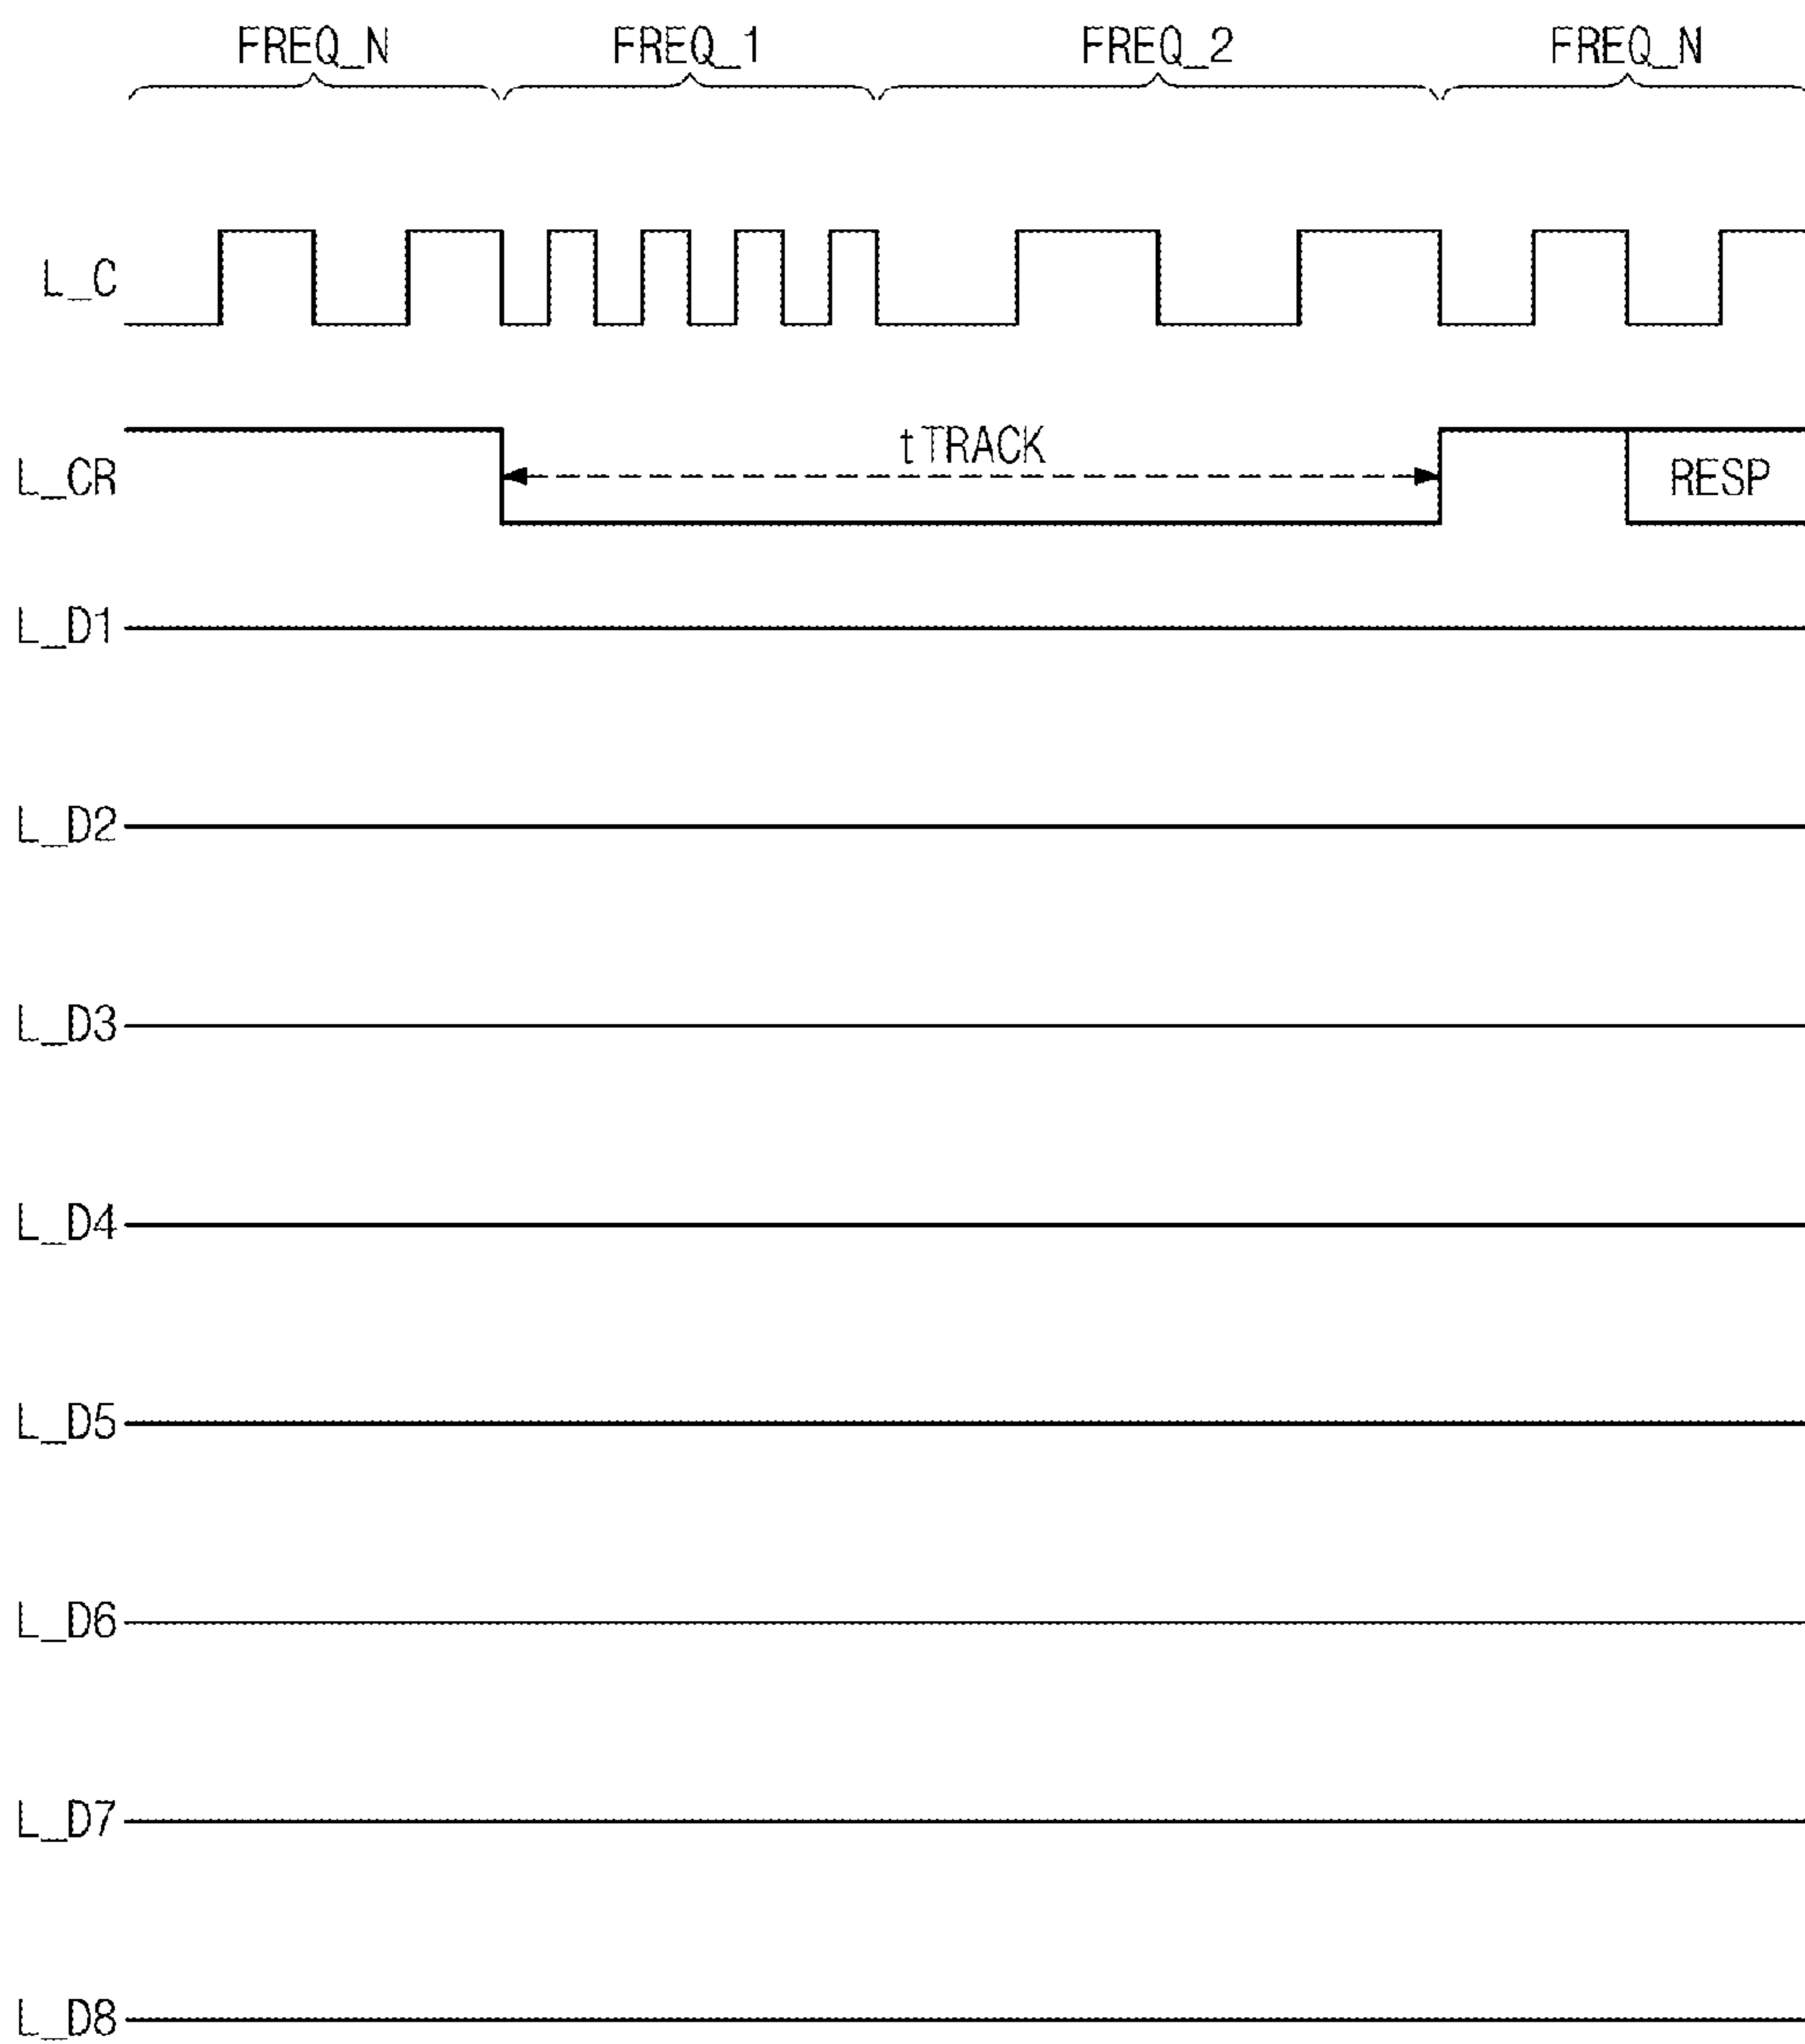 FREQ_N FREQ_1 FREQ_2 FREQ_N
L_C
L_CR tTRACK RESP
L_D1
L_D2
L_D3
L_D4
L_D5
L_D6
L_D7
L_D8